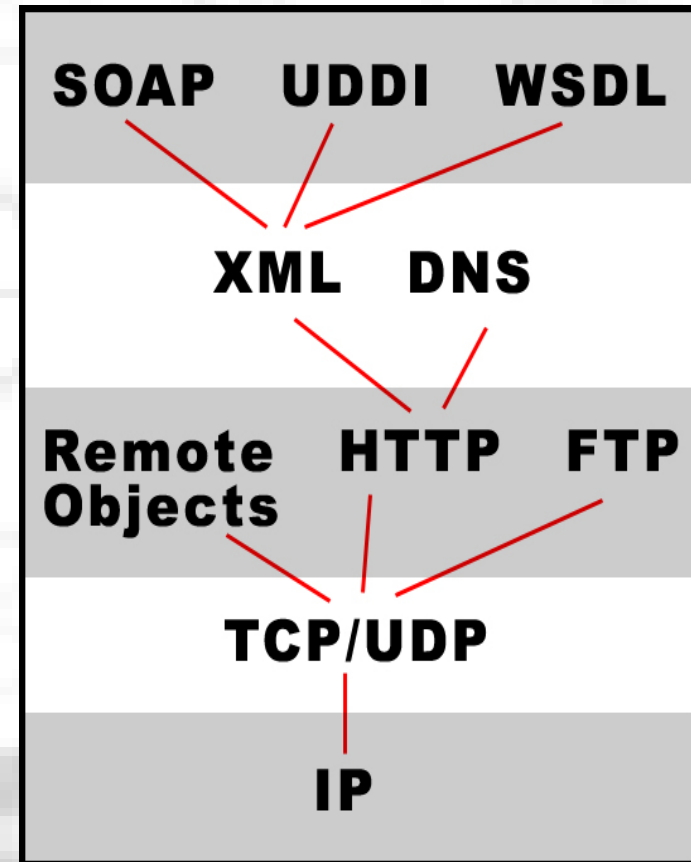 SOAP UDDI WSDL
XML DNS
Remote Objects HTTP FTP
TCP/UDP
IP